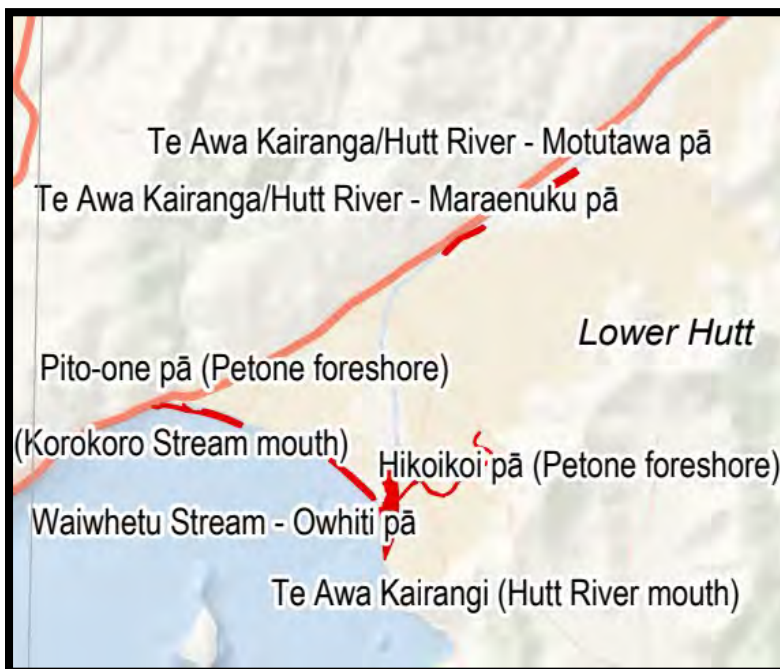 Te Awa Kairanga/Hutt River - Motutawa pā
Te Awa Kairanga/Hutt River - Maraenuku pā
Lower Hutt
Pito-one pā (Petone foreshore)
(Korokoro Stream mouth)
Hikoikoi pā (Petone foreshore)
Waiwhetu Stream - Owhiti pā
Te Awa Kairangi (Hutt River mouth)